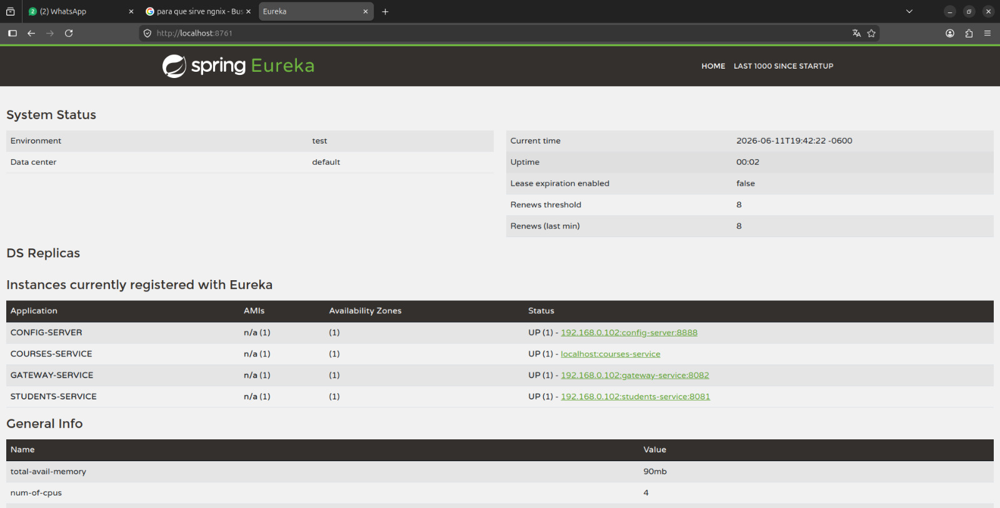 (2) WhatsApp
para que sirve ngnix - Bus
Eureka
http://localhost:8761
spring Eureka
HOME LAST 1000 SINCE STARTUP
System Status
Environment test
Data center default
Current time 2026-06-11T19:42:22 -0600
Uptime 00:02
Lease expiration enabled false
Renews threshold 8
Renews (last min) 8
DS Replicas
Instances currently registered with Eureka
Application AMIs Availability Zones Status
CONFIG-SERVER n/a (1) (1) UP (1) - 192.168.0.102:config-server:8888
COURSES-SERVICE n/a (1) (1) UP (1) - localhost:courses-service
GATEWAY-SERVICE n/a (1) (1) UP (1) - 192.168.0.102:gateway-service:8082
STUDENTS-SERVICE n/a (1) (1) UP (1) - 192.168.0.102:students-service:8081
General Info
Name Value
total-avail-memory 90mb
num-of-cpus 4